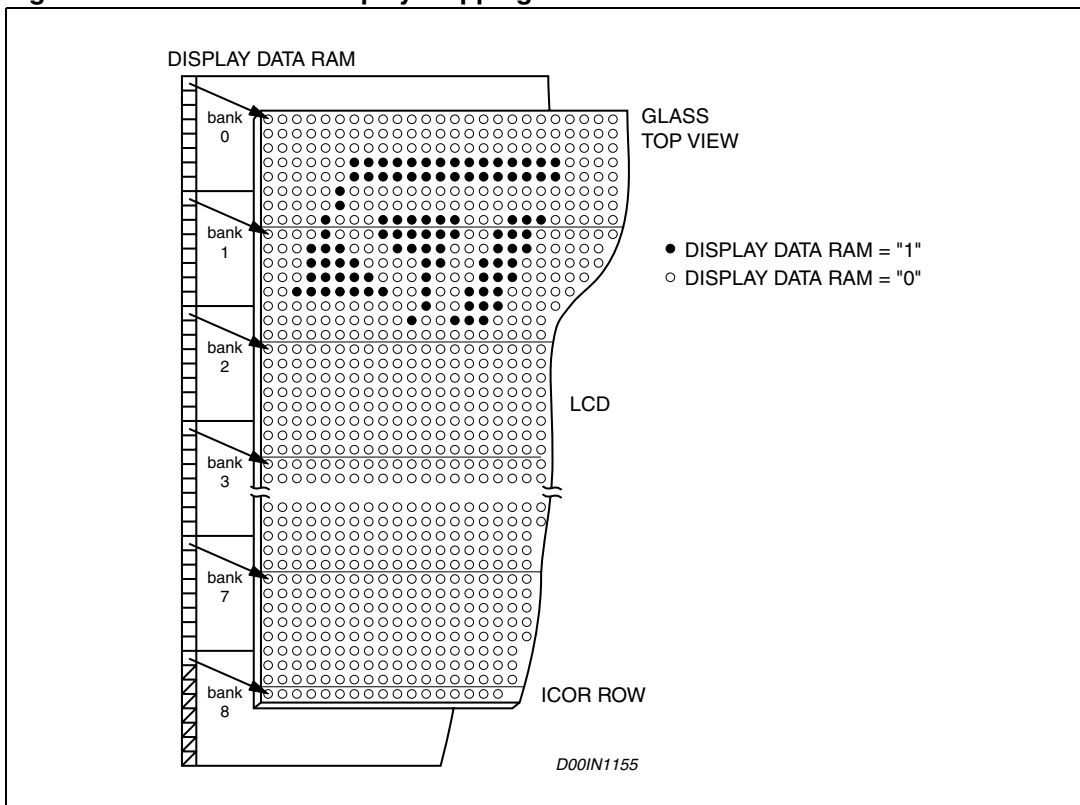 DISPLAY DATA RAM
bank
0
GLASS
TOP VIEW
bank
1
● DISPLAY DATA RAM = "1"
○ DISPLAY DATA RAM = "0"
bank
2
LCD
bank
3
bank
7
bank
8
ICOR ROW
D00IN1155